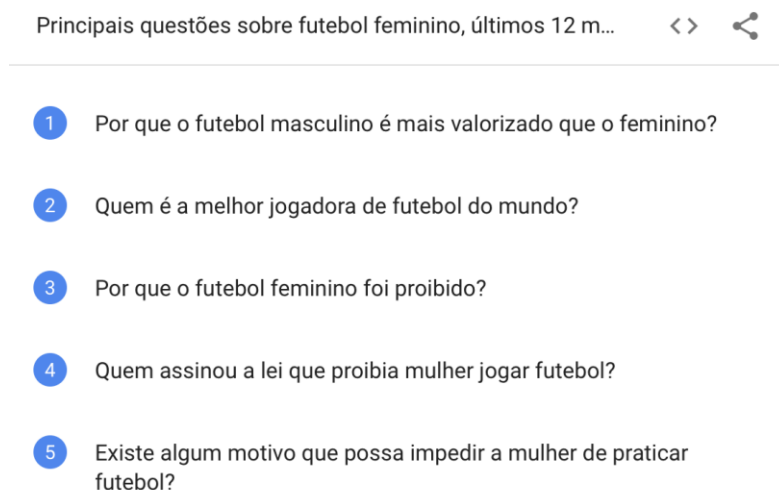 Principais questões sobre futebol feminino, últimos 12 m...
1 Por que o futebol masculino é mais valorizado que o feminino?
2 Quem é a melhor jogadora de futebol do mundo?
3 Por que o futebol feminino foi proibido?
4 Quem assinou a lei que proibia mulher jogar futebol?
5 Existe algum motivo que possa impedir a mulher de praticar
futebol?